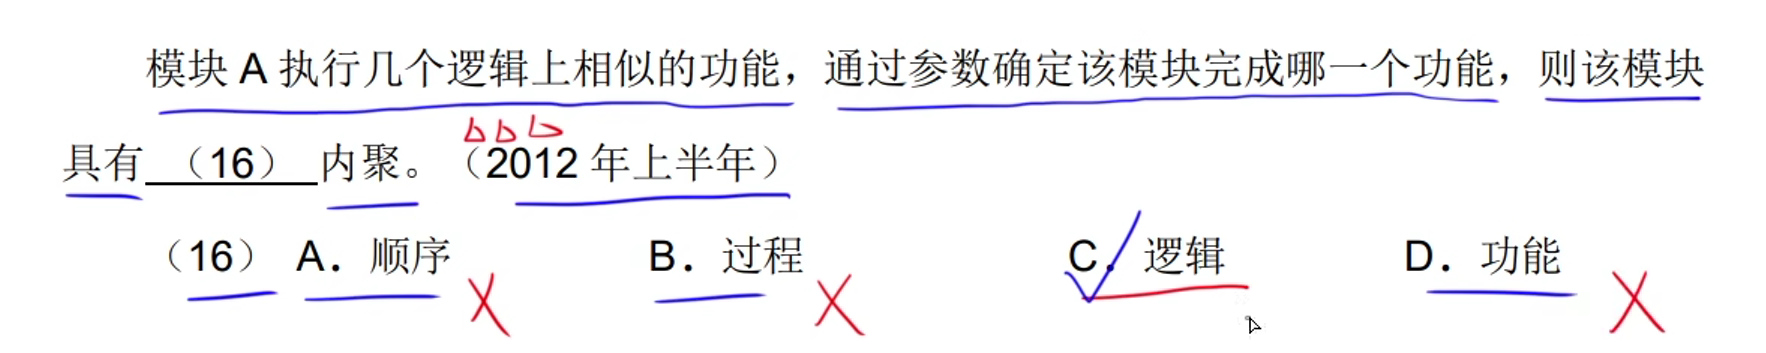 模块 A 执行几个逻辑上相似的功能，通过参数确定该模块完成哪一个功能，则该模块
具有 （16） 内聚。（2012 年上半年）
（16） A．顺序 B．过程 C．逻辑 D．功能